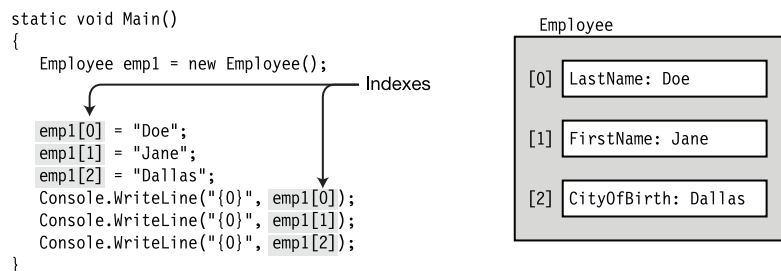 static void Main()
{
Employee emp1 = new Employee();
Indexes
emp1[0] = "Doe";
emp1[1] = "Jane";
emp1[2] = "Dallas";
Console.WriteLine("{0}", emp1[0]);
Console.WriteLine("{0}", emp1[1]);
Console.WriteLine("{0}", emp1[2]);
}
Employee
[0] LastName: Doe
[1] FirstName: Jane
[2] CityOfBirth: Dallas